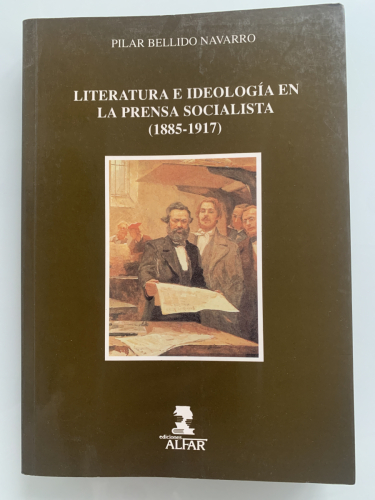 PILAR BELLIDO NAVARRO
LITERATURA E IDEOLOGÍA EN
LA PRENSA SOCIALISTA
(1885-1917)
ediciones
ALFAR